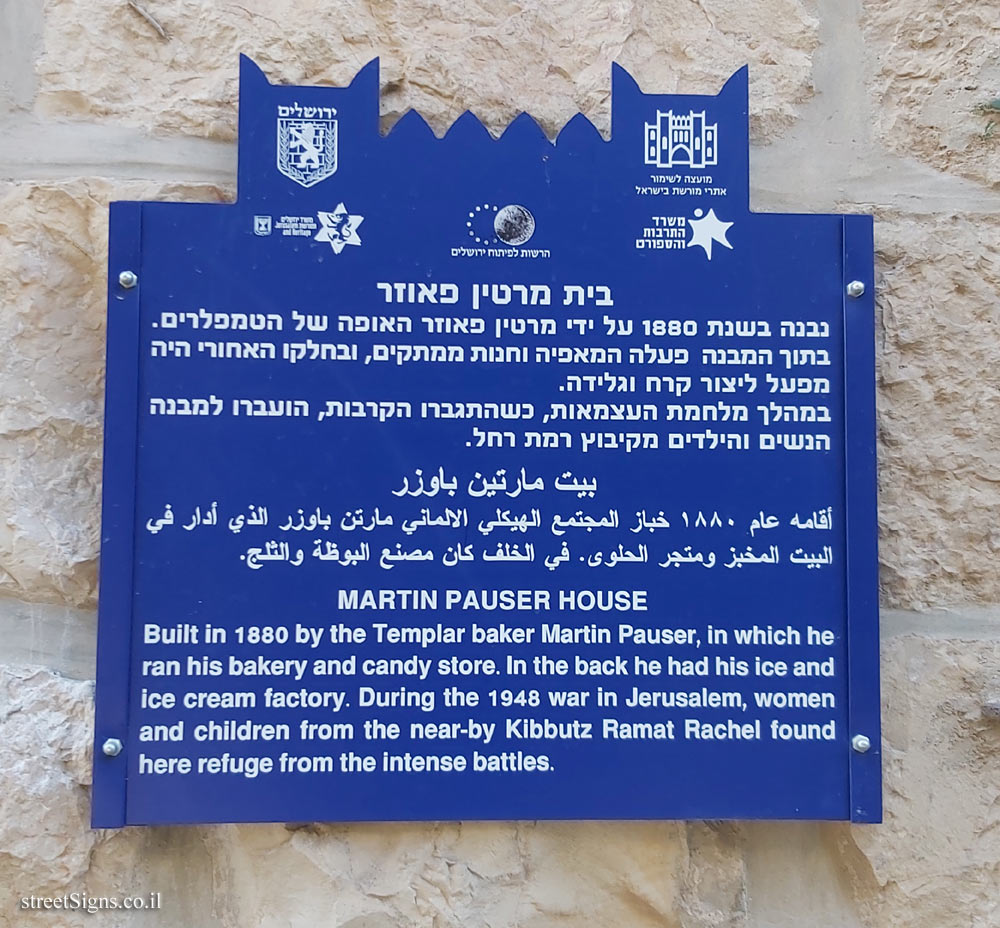 ירושלים
מועצה לשימור
אתרי מורשת בישראל
משרד ירושלים
ומורשת
Jerusalem
and Heritage
הרשות לפיתוח ירושלים
משרד
התרבות
והספורט
בית מרטין פאוזר
נבנה בשנת 1880 על ידי מרטין פאוזר האופה של הטמפלרים.
בתוך המבנה פעלה המאפיה וחנות ממתקים, ובחלקו האחורי היה
מפעל ליצור קרח וגלידה.
במהלך מלחמת העצמאות, כשהתגברו הקרבות, הועברו למבנה
הנשים והילדים מקיבוץ רמת רחל.
بيت مارتين باوزر
أقامه عام ١٨٨٠ خباز المجتمع الهيكلي الالماني مارتن باوزر الذي أدار في
البيت المخبز ومتجر الحلوى. في الخلف كان مصنع البوظة والثلج.
MARTIN PAUSER HOUSE
Built in 1880 by the Templar baker Martin Pauser, in which he
ran his bakery and candy store. In the back he had his ice and
ice cream factory. During the 1948 war in Jerusalem, women
and children from the near-by Kibbutz Ramat Rachel found
here refuge from the intense battles.
streetSigns.co.il